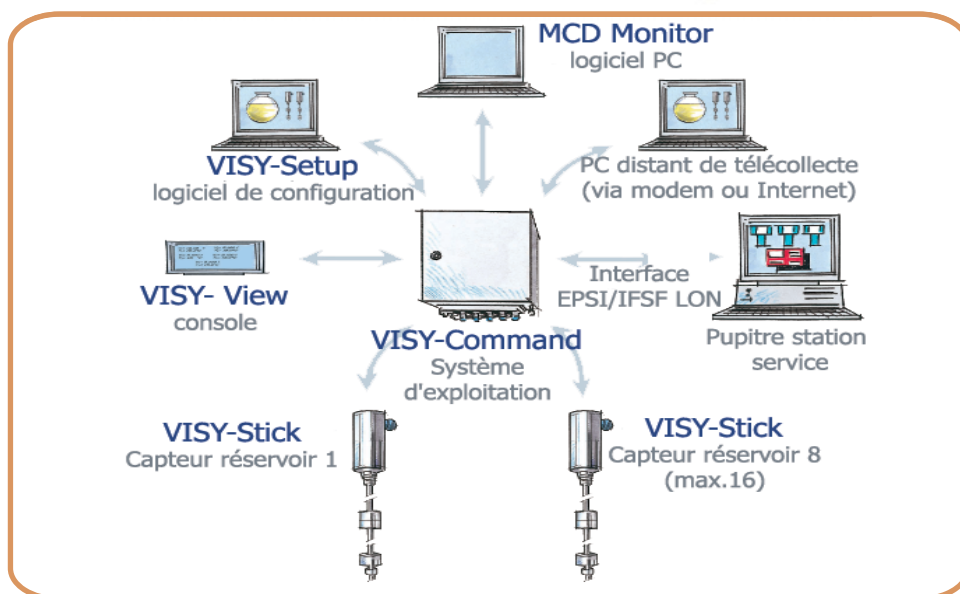 MCD Monitor
logiciel PC
VISY-Setup
logiciel de configuration
PC distant de télécollecte
(via modem ou Internet)
VISY- View
console
Interface
EPSI/IFSF LON
Pupitre station
service
VISY-Command
Système
d'exploitation
VISY-Stick
Capteur réservoir 1
VISY-Stick
Capteur réservoir 8
(max.16)